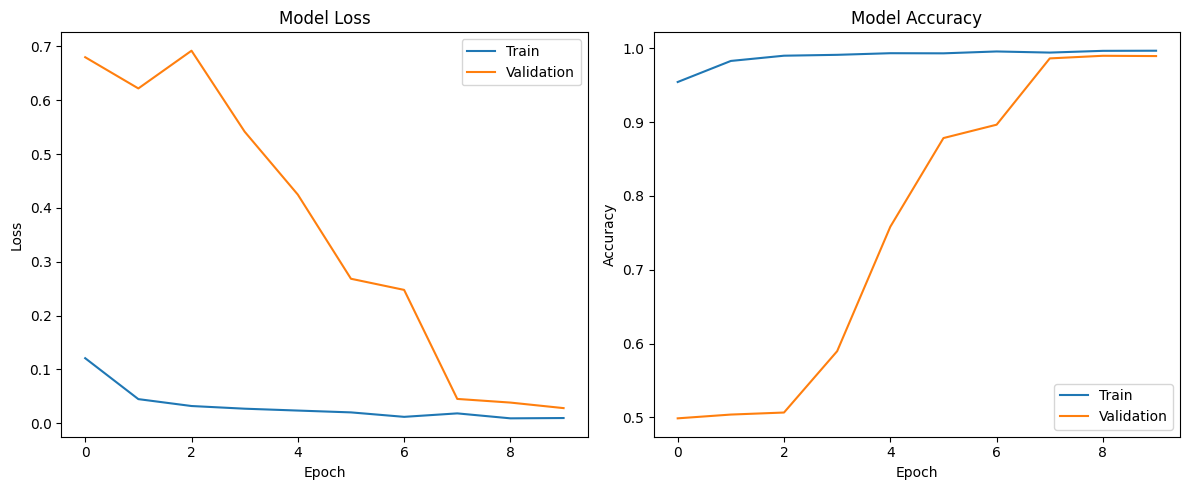 Model Loss
0.7
0.6
0.5
0.4
0.3
0.2
0.1
0.0
Loss
0 2 4 6 8
Epoch
Train
Validation
Model Accuracy
1.0
0.9
0.8
0.7
0.6
0.5
Accuracy
0 2 4 6 8
Epoch
Train
Validation